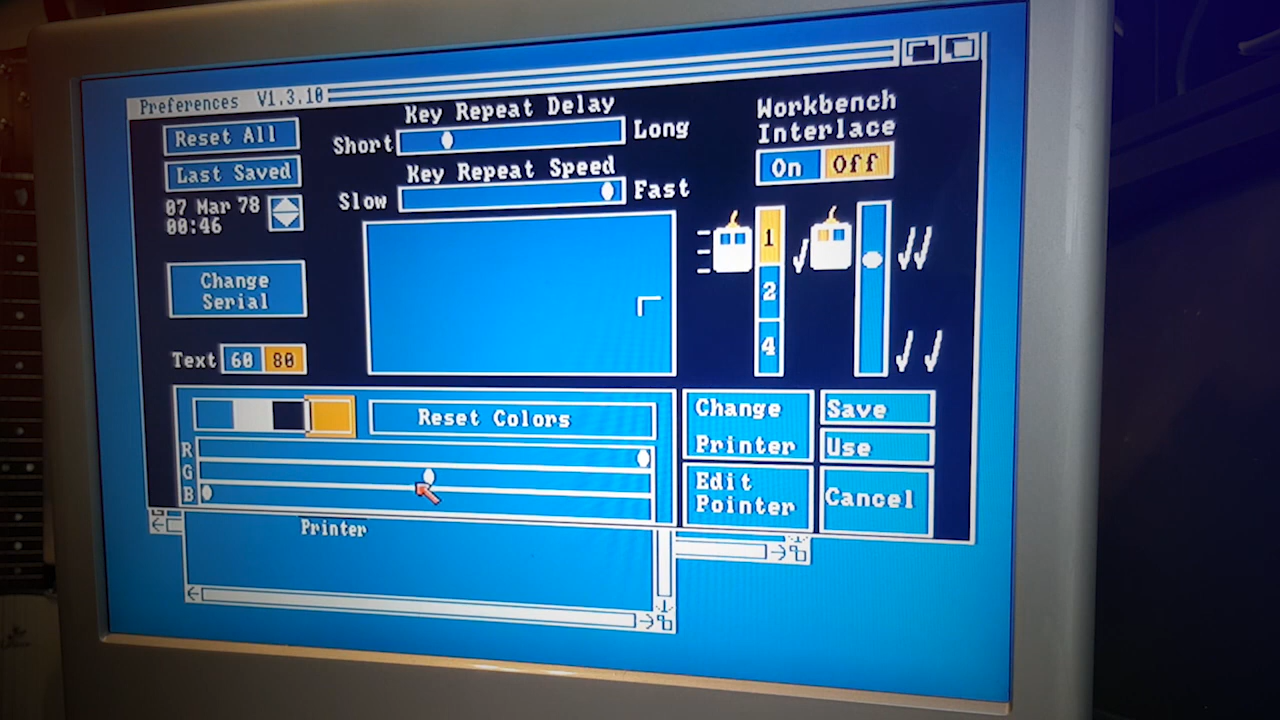 Preferences V1.3.10
Key Repeat Delay
Short
Long
Key Repeat Speed
Slow
Fast
Workbench
Interlace
On Off
Reset All
Last Saved
07 Mar 78
00:46
Change
Serial
Text 60 80
1
2
4
Reset Colors
R
G
B
Change
Printer
Edit
Pointer
Save
Use
Cancel
Printer